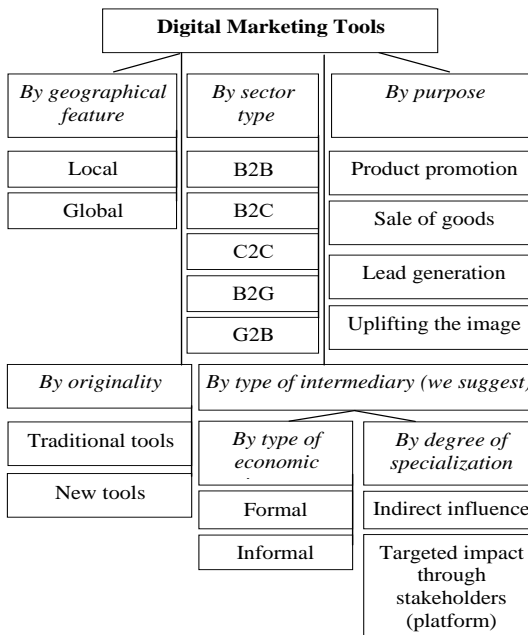 Digital Marketing Tools
By geographical
feature
Local
Global
By sector
type
B2B
B2C
C2C
B2G
G2B
By purpose
Product promotion
Sale of goods
Lead generation
Uplifting the image
By originality
Traditional tools
New tools
By type of intermediary (we suggest)
By type of
economic
Formal
Informal
By degree of
specialization
Indirect influence
Targeted impact
through
stakeholders
(platform)